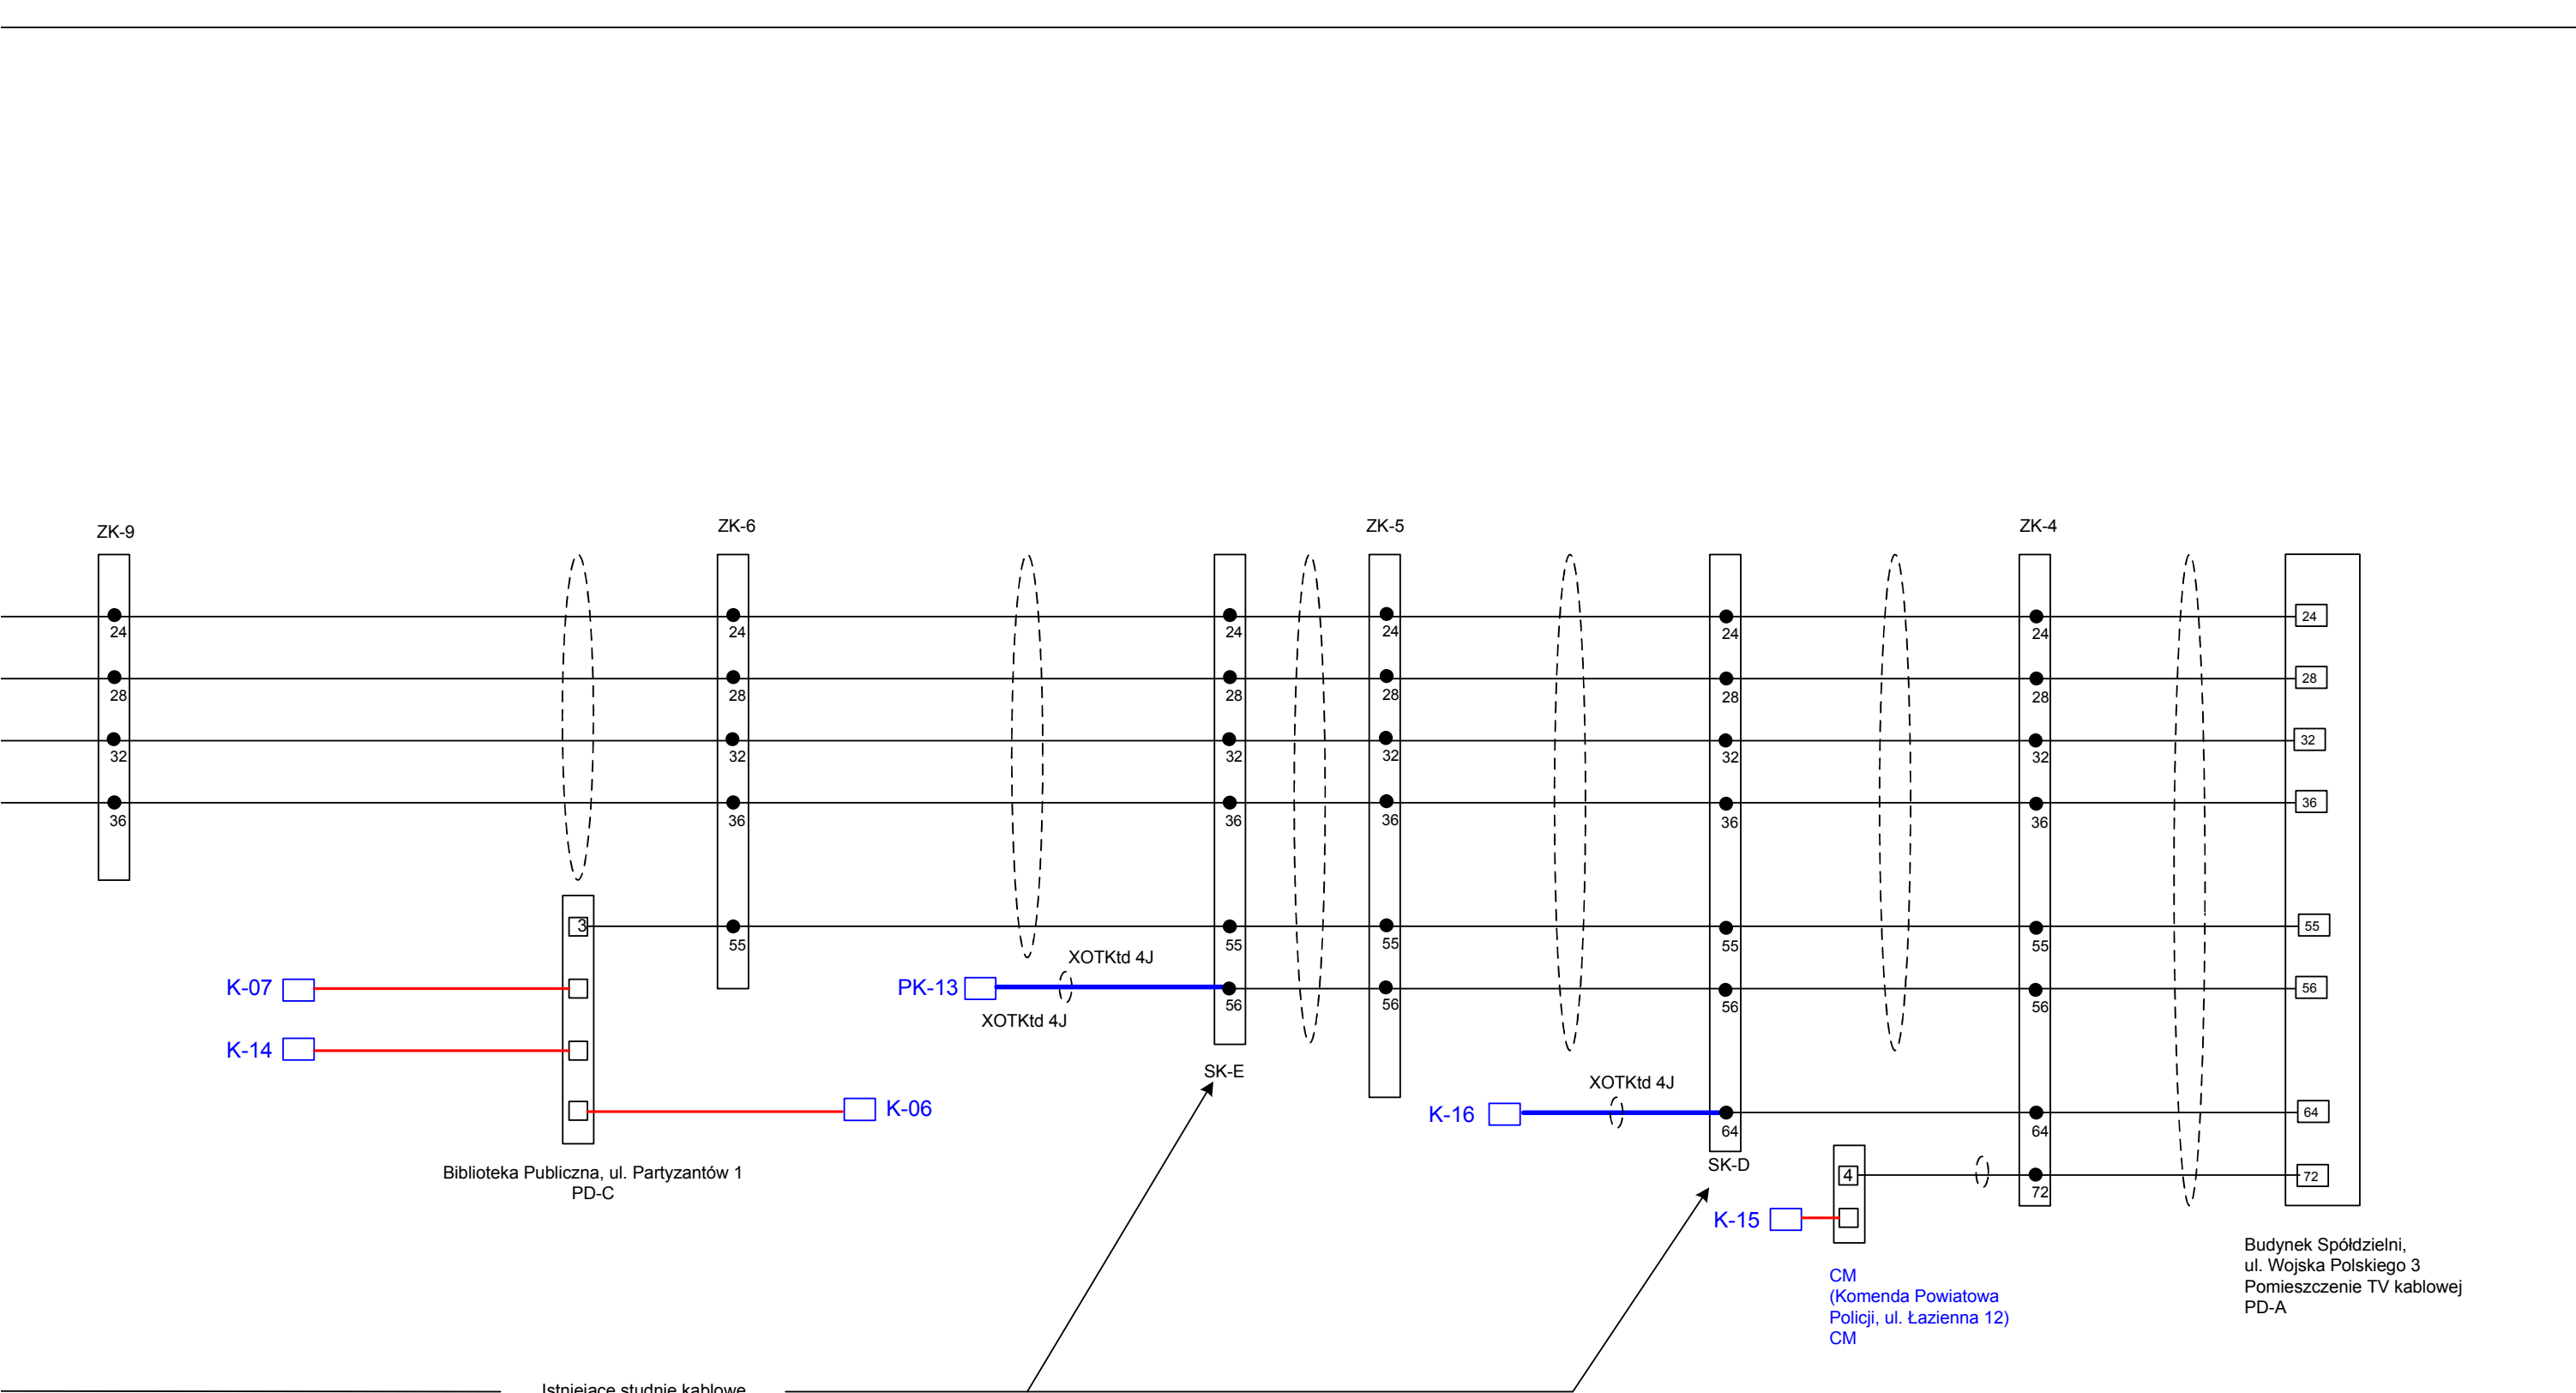 ZK-9
ZK-6
ZK-5
ZK-4
24
24
24
24
24
24
24
28
28
28
28
28
28
28
32
32
32
32
32
32
32
36
36
36
36
36
36
36
3
55
55
55
55
55
55
XOTKtd 4J
K-07
PK-13
56
56
56
56
56
XOTKtd 4J
K-14
SK-E
XOTKtd 4J
K-06
K-16
64
64
64
Biblioteka Publiczna, ul. Partyzantów 1
PD-C
SK-D
4
72
72
K-15
Budynek Spółdzielni,
ul. Wojska Polskiego 3
Pomieszczenie TV kablowej
PD-A
CM
(Komenda Powiatowa
Policji, ul. Łazienna 12)
CM
Istniejące studnie kablowe